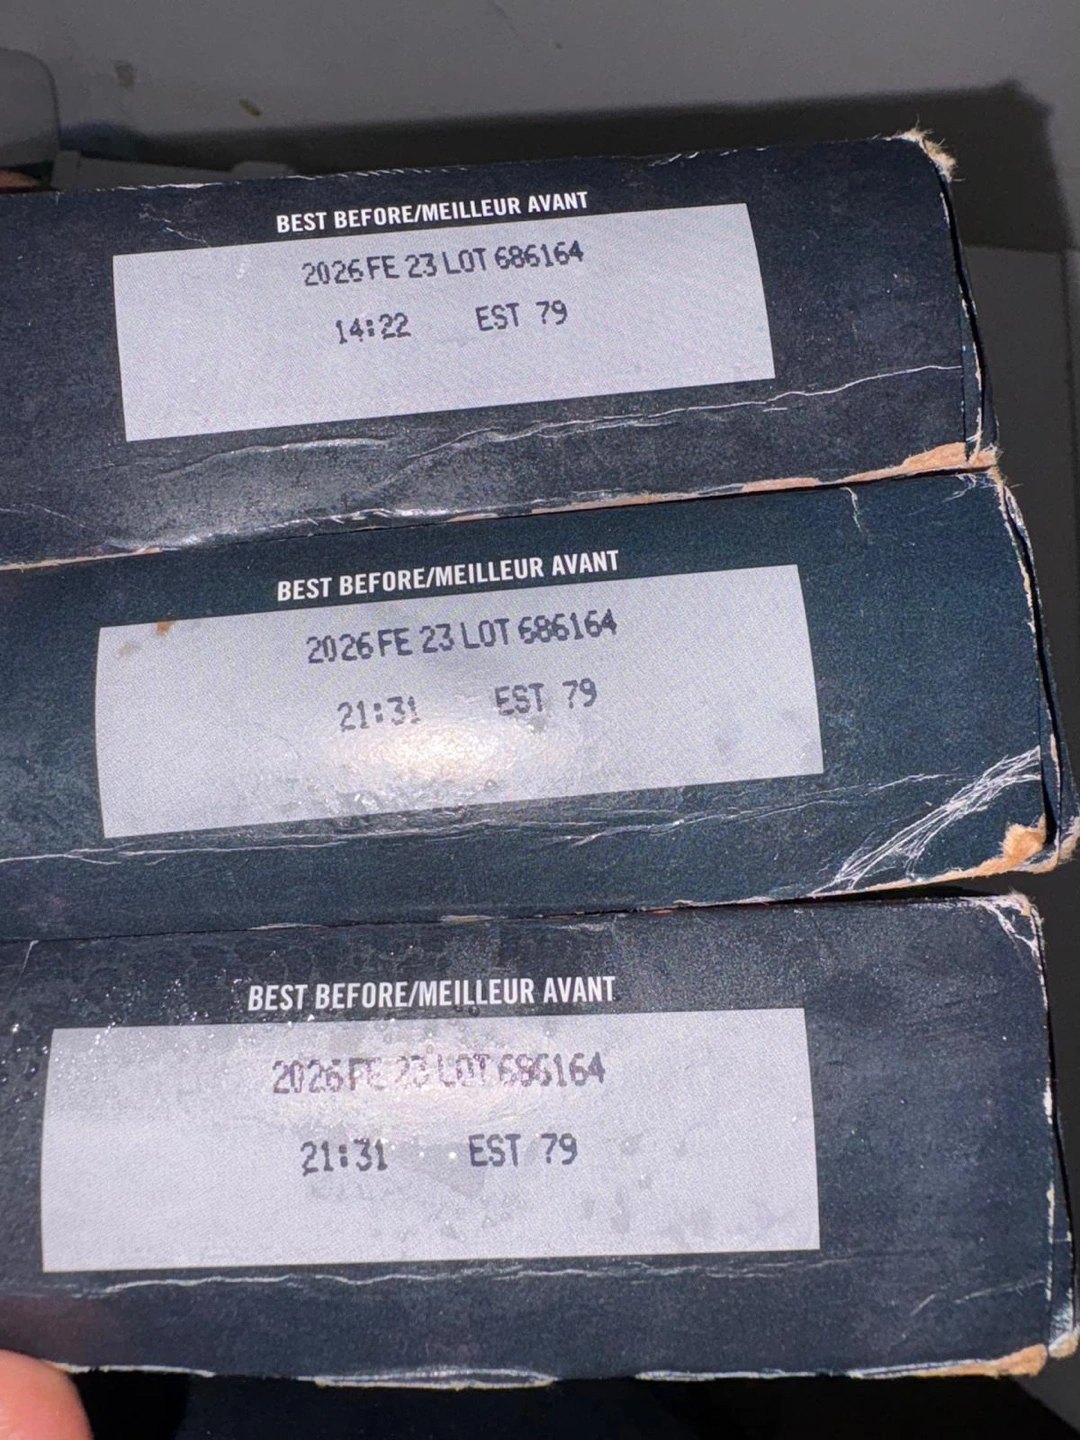 BEST BEFORE/MEILLEUR AVANT
2026 FE 23 LOT 686164
14:22 EST 79
BEST BEFORE/MEILLEUR AVANT
2026 FE 23 LOT 686164
21:31 EST 79
BEST BEFORE/MEILLEUR AVANT
2026 FE 23 LOT 686164
21:31 EST 79